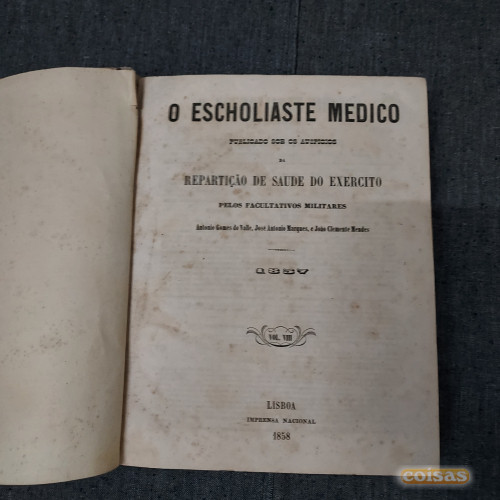 O ESCHOLIASTE MEDICO
PUBLICADO SOB OS AUSPICIOS
DA
REPARTIÇÃO DE SAUDE DO EXERCITO
PELOS FACULTATIVOS MILITARES
Antonio Gomes do Valle, José Antonio Marques, e João Clemente Mendes
1857
VOL. VIII
LISBOA
IMPRENSA NACIONAL
1858
coisas